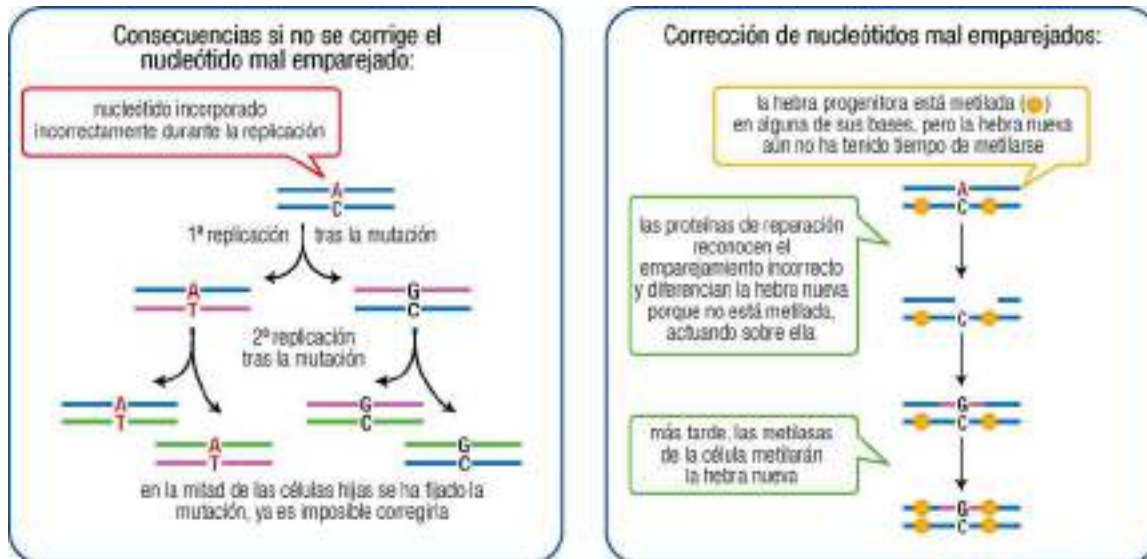 Consecuencias si no se corrige el
nucleótido mal emparejado:
nucleótido incorporado
incorrectamente durante la replicación
A
C
1ª replicación tras la mutación
A
T
G
C
2ª replicación
tras la mutación
A
T
G
C
A
T
G
C
en la mitad de las células hijas se ha fijado la
mutación, ya es imposible corregirla
Corrección de nucleótidos mal emparejados:
la hebra progenitora está metilada ( )
en alguna de sus bases, pero la hebra nueva
aún no ha tenido tiempo de metilarse
A
C
las proteínas de reparación
reconocen el
emparejamiento incorrecto
y diferencian la hebra nueva
porque no está metilada,
actuando sobre ella
C
G
C
más tarde, las metilasas
de la célula metilarán
la hebra nueva
G
C